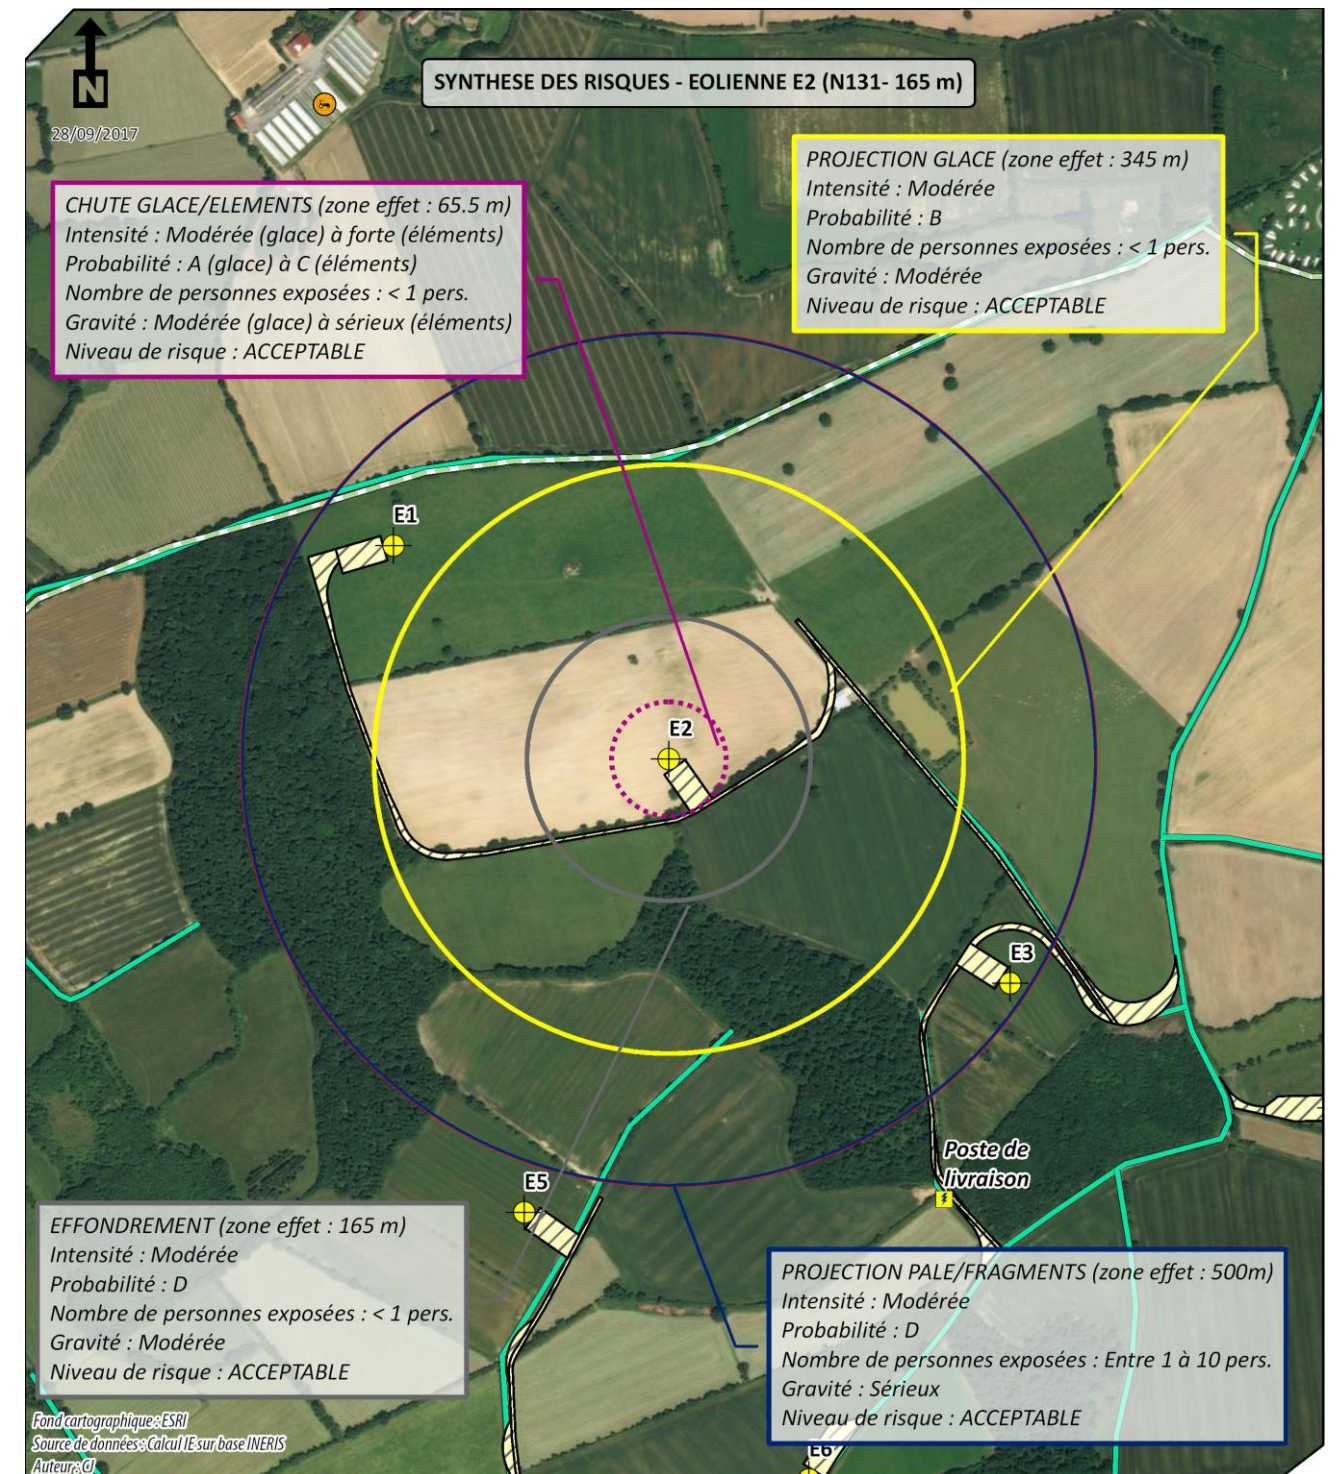 N
28/09/2017
SYNTHESE DES RISQUES - EOLIENNE E2 (N131- 165 m)
PROJECTION GLACE (zone effet : 345 m)
Intensité : Modérée
Probabilité : B
Nombre de personnes exposées : < 1 pers.
Gravité : Modérée
Niveau de risque : ACCEPTABLE
CHUTE GLACE/ELEMENTS (zone effet : 65.5 m)
Intensité : Modérée (glace) à forte (éléments)
Probabilité : A (glace) à C (éléments)
Nombre de personnes exposées : < 1 pers.
Gravité : Modérée (glace) à sérieux (éléments)
Niveau de risque : ACCEPTABLE
E1
E2
E3
Poste de
livraison
E5
EFFONDREMENT (zone effet : 165 m)
Intensité : Modérée
Probabilité : D
Nombre de personnes exposées : < 1 pers.
Gravité : Modérée
Niveau de risque : ACCEPTABLE
PROJECTION PALE/FRAGMENTS (zone effet : 500m)
Intensité : Modérée
Probabilité : D
Nombre de personnes exposées : Entre 1 à 10 pers.
Gravité : Sérieux
Niveau de risque : ACCEPTABLE
E6
Fond cartographique : ESRI
Source de données : Calcul IE sur base INERIS
Auteur : CJ